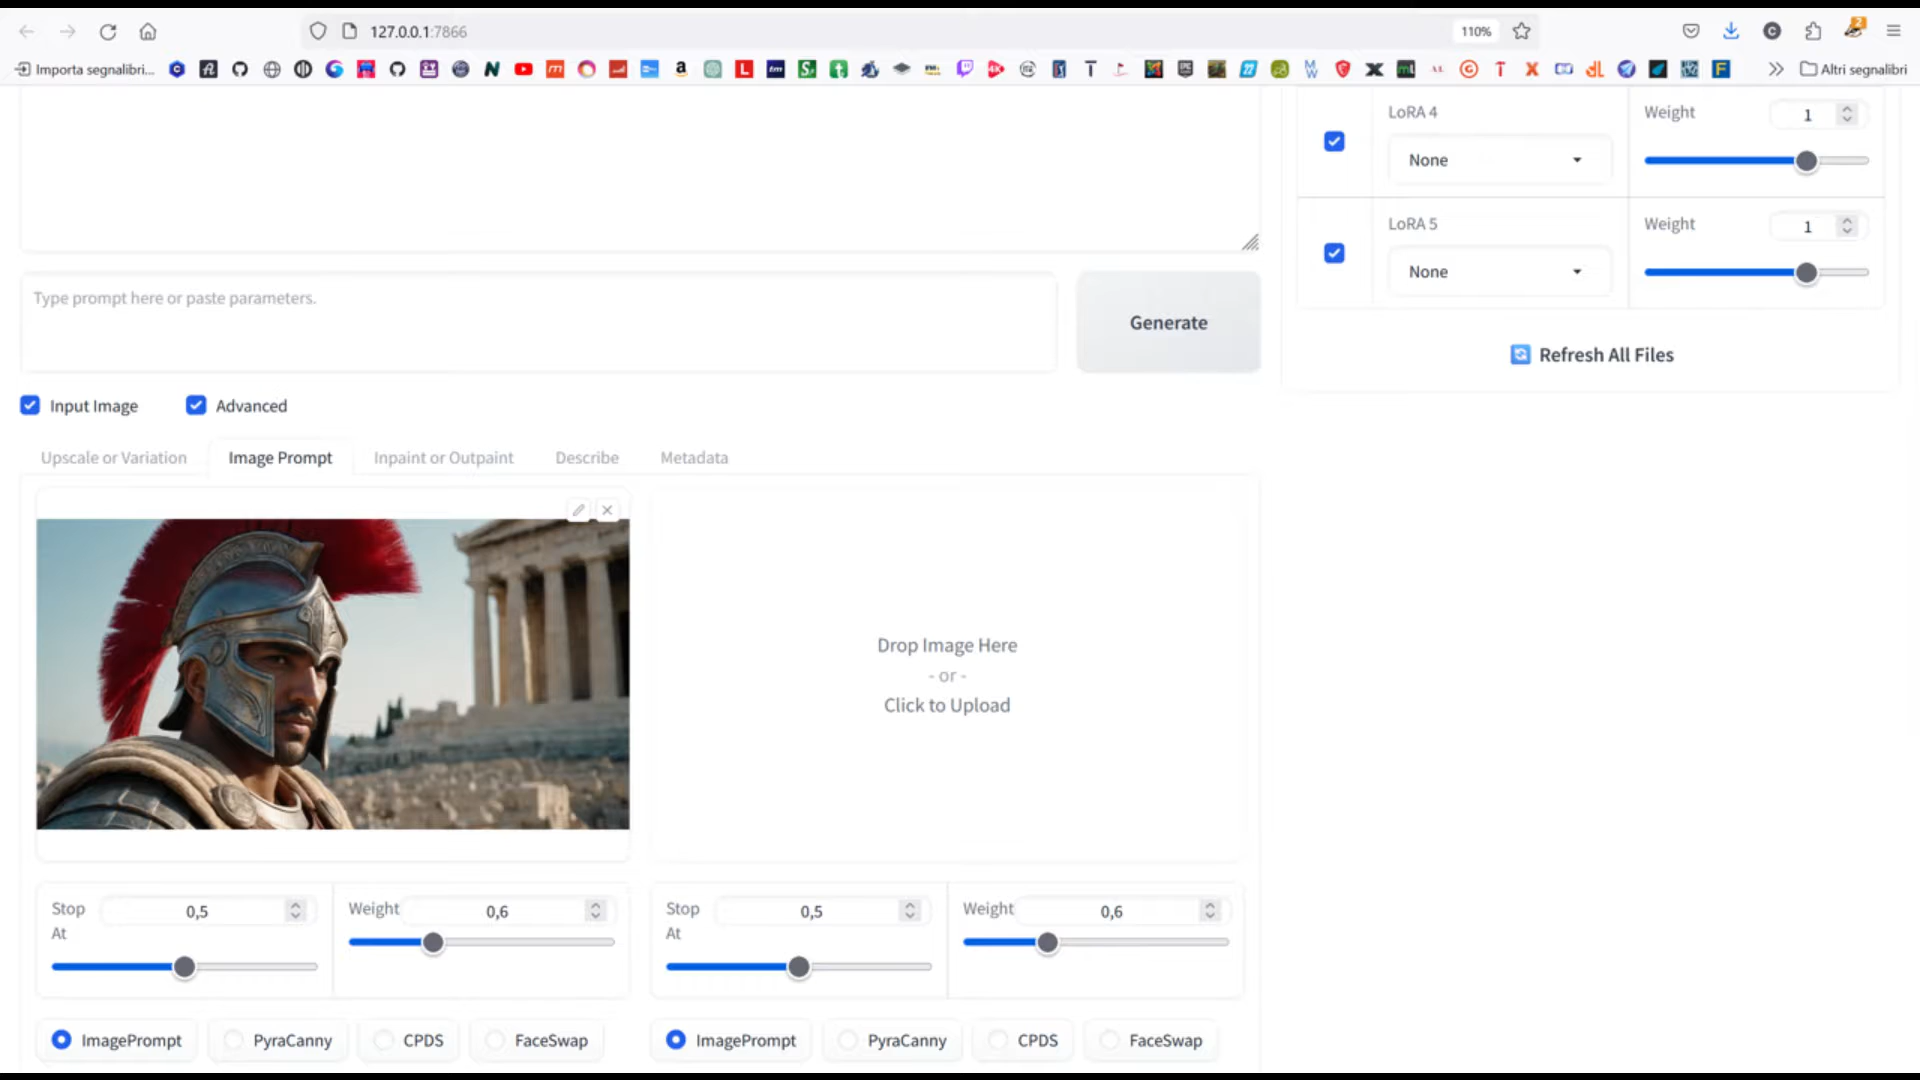 127.0.0.1:7866
110%
Importa segnalibri...
Altri segnalibri
LoRA 4
Weight
1
None
LoRA 5
Weight
1
None
Type prompt here or paste parameters.
Generate
Refresh All Files
Input Image
Advanced
Upscale or Variation
Image Prompt
Inpaint or Outpaint
Describe
Metadata
Drop Image Here
- or -
Click to Upload
Stop At
0,5
Weight
0,6
Stop At
0,5
Weight
0,6
ImagePrompt
PyraCanny
CPDS
FaceSwap
ImagePrompt
PyraCanny
CPDS
FaceSwap